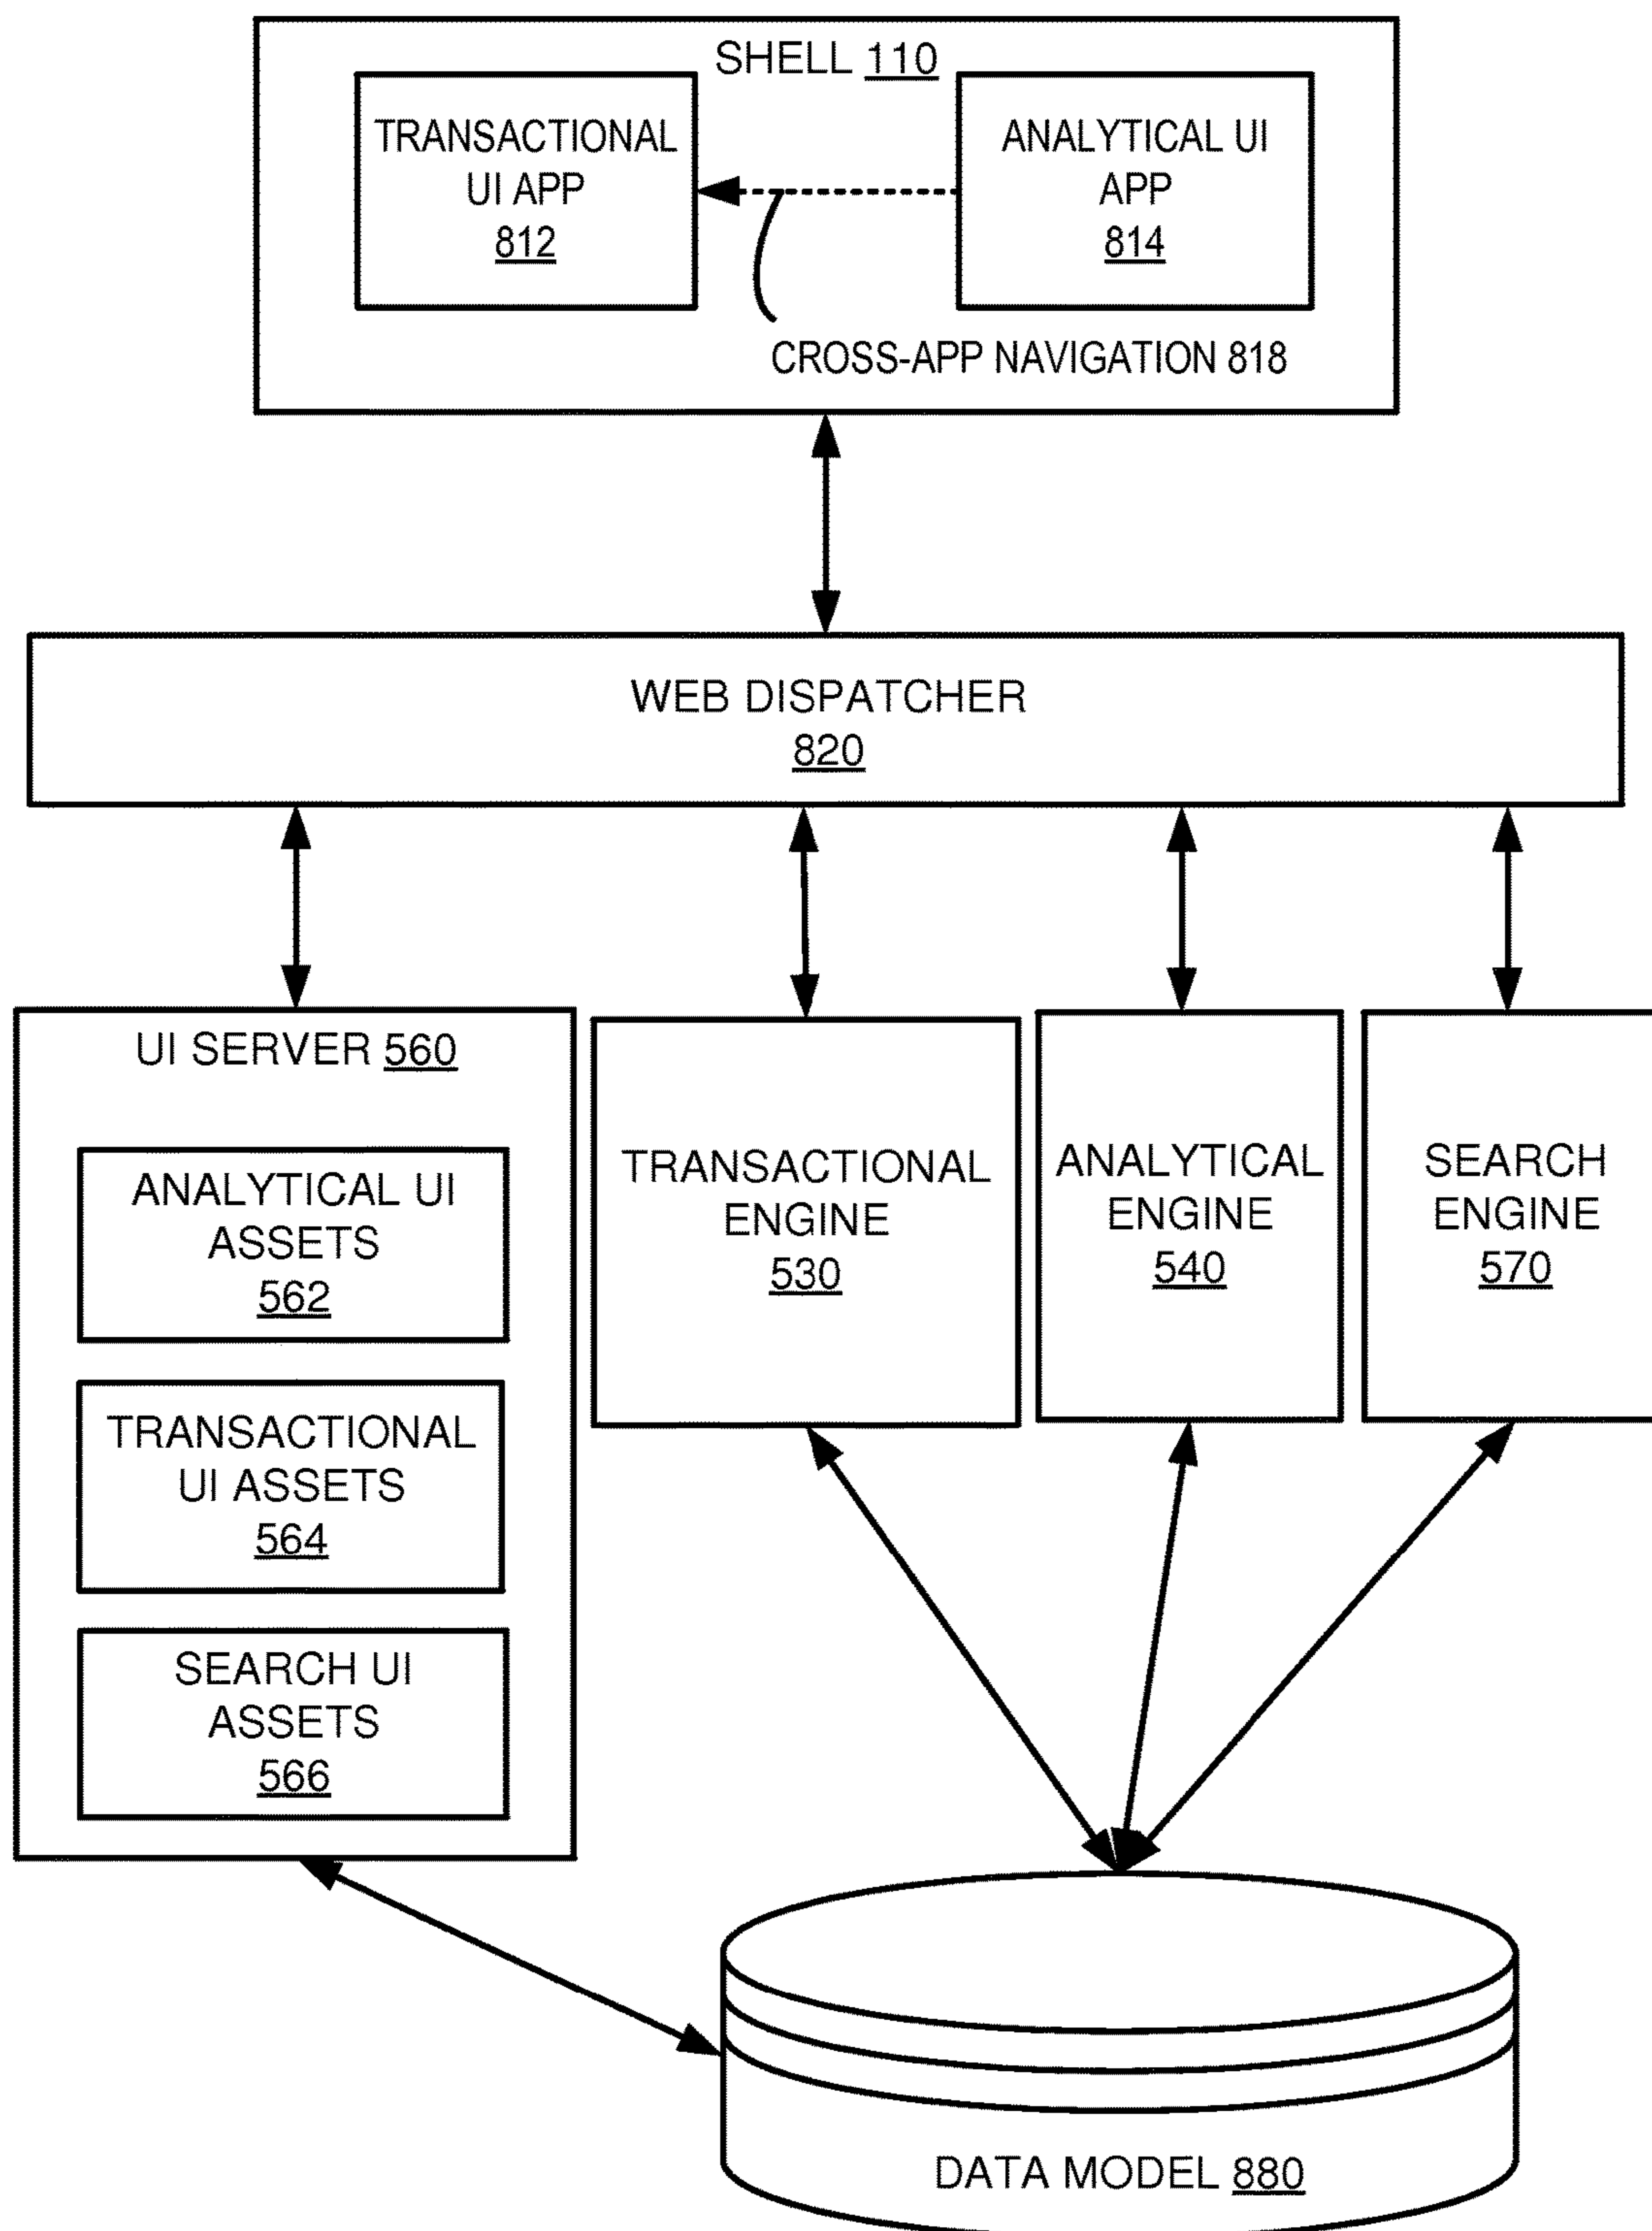 SHELL 110
TRANSACTIONAL
UI APP
812
ANALYTICAL UI
APP
814
CROSS-APP NAVIGATION 818
WEB DISPATCHER
820
UI SERVER 560
ANALYTICAL UI
ASSETS
562
TRANSACTIONAL
UI ASSETS
564
SEARCH UI
ASSETS
566
TRANSACTIONAL
ENGINE
530
ANALYTICAL
ENGINE
540
SEARCH
ENGINE
570
DATA MODEL 880